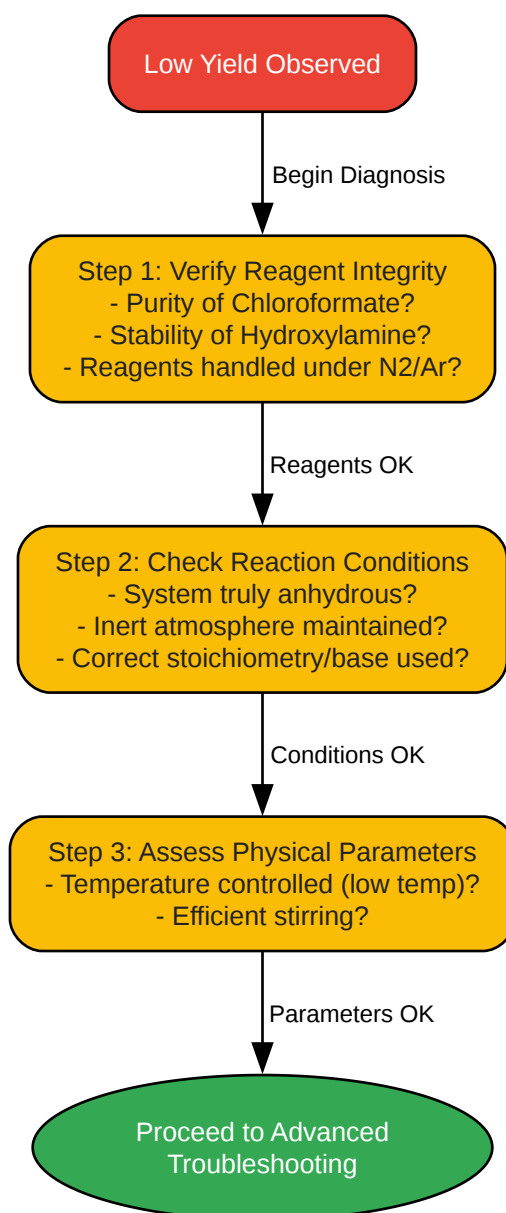 Low Yield Observed
Begin Diagnosis
Step 1: Verify Reagent Integrity
- Purity of Chloroformate?
- Stability of Hydroxylamine?
- Reagents handled under N2/Ar?
Reagents OK
Step 2: Check Reaction Conditions
- System truly anhydrous?
- Inert atmosphere maintained?
- Correct stoichiometry/base used?
Conditions OK
Step 3: Assess Physical Parameters
- Temperature controlled (low temp)?
- Efficient stirring?
Parameters OK
Proceed to Advanced
Troubleshooting